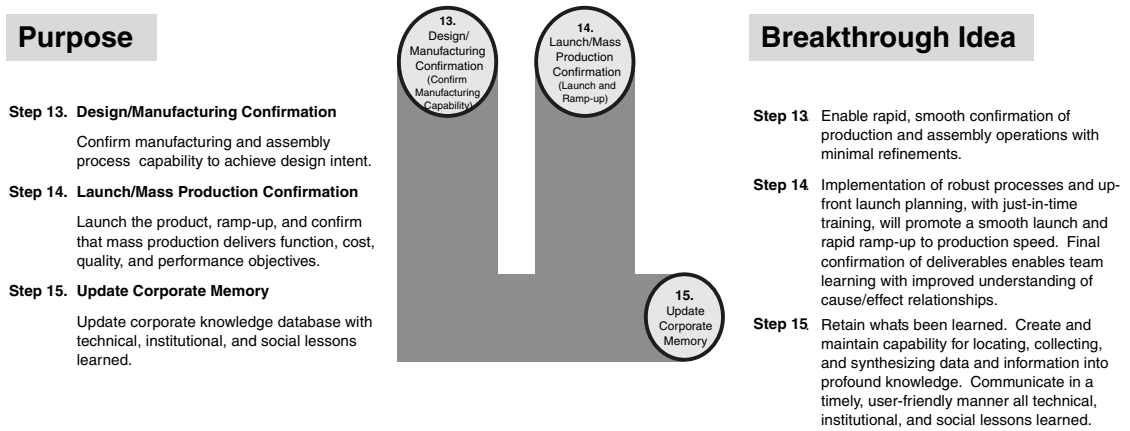 Purpose
Step 13. Design/Manufacturing Confirmation
Confirm manufacturing and assembly
process capability to achieve design intent.
Step 14. Launch/Mass Production Confirmation
Launch the product, ramp-up, and confirm
that mass production delivers function, cost,
quality, and performance objectives.
Step 15. Update Corporate Memory
Update corporate knowledge database with
technical, institutional, and social lessons
learned.
13.
Design/
Manufacturing
Confirmation
(Confirm
Manufacturing
Capability)
14.
Launch/Mass
Production
Confirmation
(Launch and
Ramp-up)
15.
Update
Corporate
Memory
Breakthrough Idea
Step 13. Enable rapid, smooth confirmation of
production and assembly operations with
minimal refinements.
Step 14. Implementation of robust processes and up-
front launch planning, with just-in-time
training, will promote a smooth launch and
rapid ramp-up to production speed. Final
confirmation of deliverables enables team
learning with improved understanding of
cause/effect relationships.
Step 15. Retain what's been learned. Create and
maintain capability for locating, collecting,
and synthesizing data and information into
profound knowledge. Communicate in a
timely, user-friendly manner all technical,
institutional, and social lessons learned.